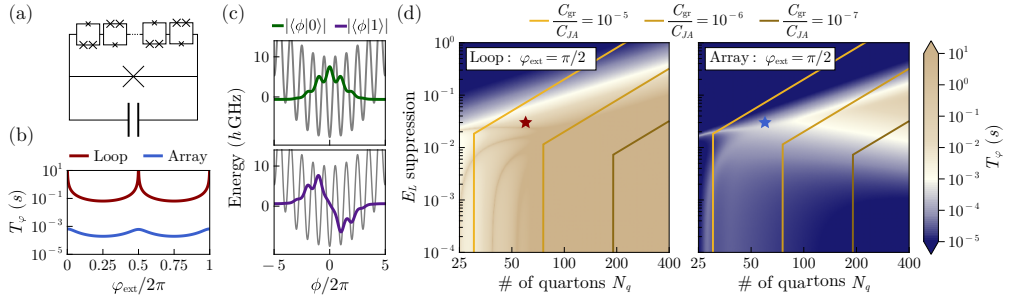 (a)
(b)
Loop
Array
T_φ (s)
10^1
10^-1
10^-3
10^-5
0
0.25
0.5
0.75
1
φ_ext/2π
(c)
|⟨ϕ|0⟩|
|⟨ϕ|1⟩|
Energy (h GHz)
10
0
10
0
−5
0
5
ϕ/2π
(d)
C_gr/C_JA = 10^-5
C_gr/C_JA = 10^-6
C_gr/C_JA = 10^-7
Loop: φ_ext = π/2
E_L suppression
10^0
10^-1
10^-2
10^-3
10^-4
25
50
100
200
400
# of quartons N_q
Array: φ_ext = π/2
25
50
100
200
400
# of quartons N_q
10^1
10^0
10^-1
10^-2
10^-3
10^-4
10^-5
T_φ (s)